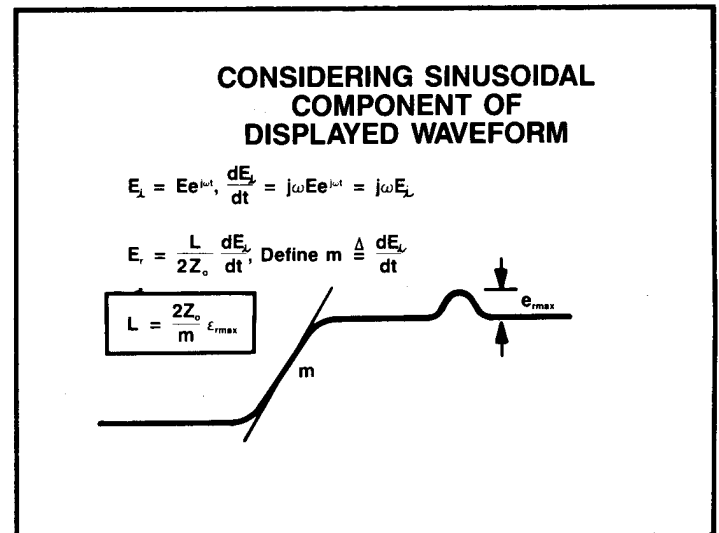 CONSIDERING SINUSOIDAL
COMPONENT OF
DISPLAYED WAVEFORM
E_i = Ee^{jωt}, dE_i/dt = jωEe^{jωt} = jωE_i
E_r = L/2Z_o dE_i/dt, Define m ≜ dE_i/dt
L = 2Z_o/m ε_rmax
e_rmax
m